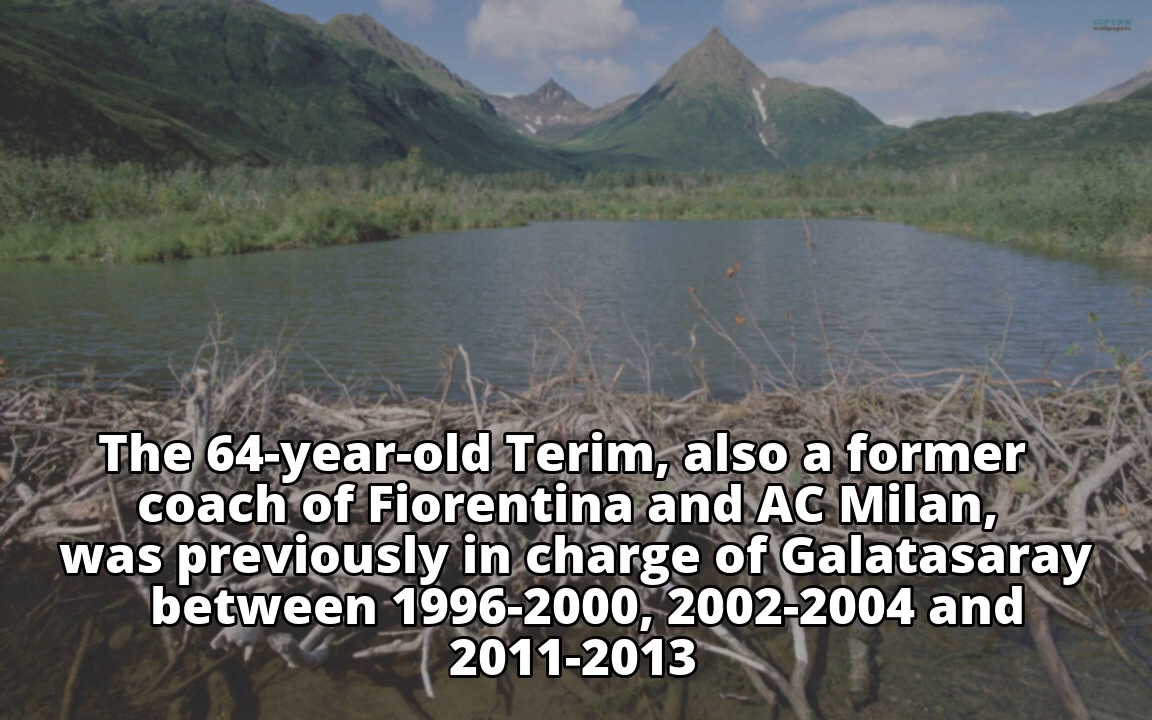 The 64-year-old Terim, also a former
coach of Fiorentina and AC Milan,
was previously in charge of Galatasaray
between 1996-2000, 2002-2004 and
2011-2013